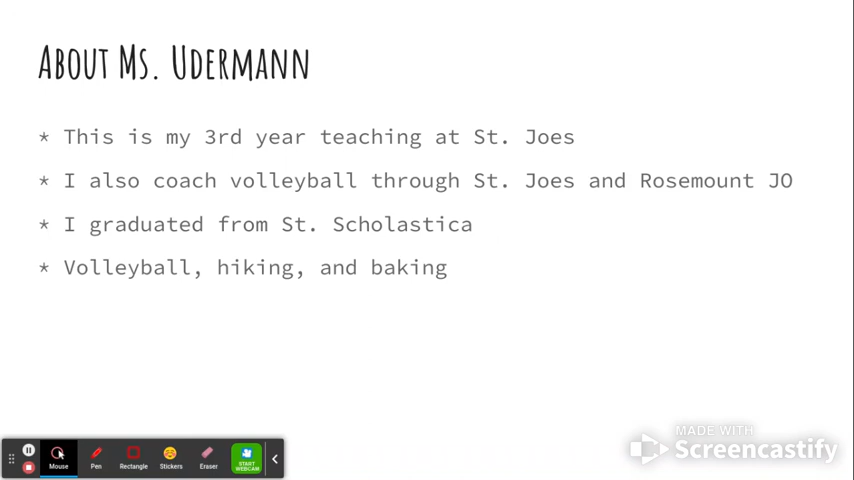 About Ms. Udermann
* This is my 3rd year teaching at St. Joes
* I also coach volleyball through St. Joes and Rosemount JO
* I graduated from St. Scholastica
* Volleyball, hiking, and baking
MADE WITH
Screencastify
Mouse
Pen
Rectangle
Stickers
Eraser
START
WEBCAM